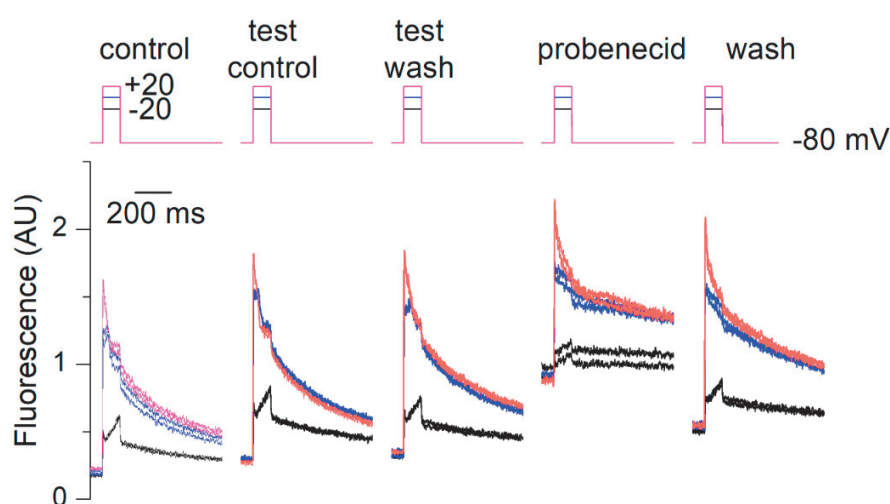 control
test
control
test
wash
probenecid
wash
+20
-20
-80 mV
200 ms
Fluorescence (AU)
2
1
0